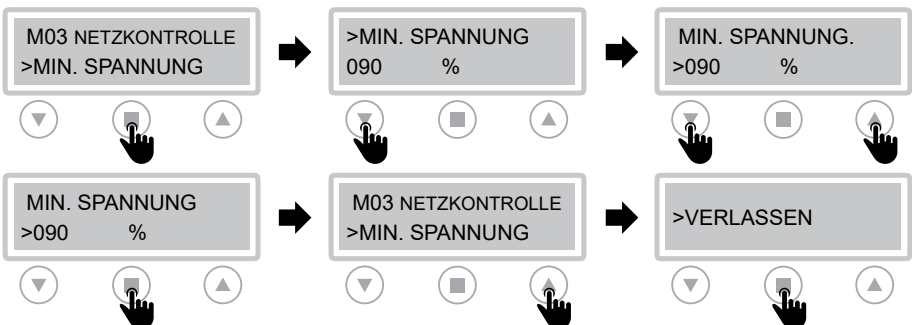 M03 NETZKONTROLLE
>MIN. SPANNUNG
>MIN. SPANNUNG
090 %
MIN. SPANNUNG.
>090 %
MIN. SPANNUNG
>090 %
M03 NETZKONTROLLE
>MIN. SPANNUNG
>VERLASSEN